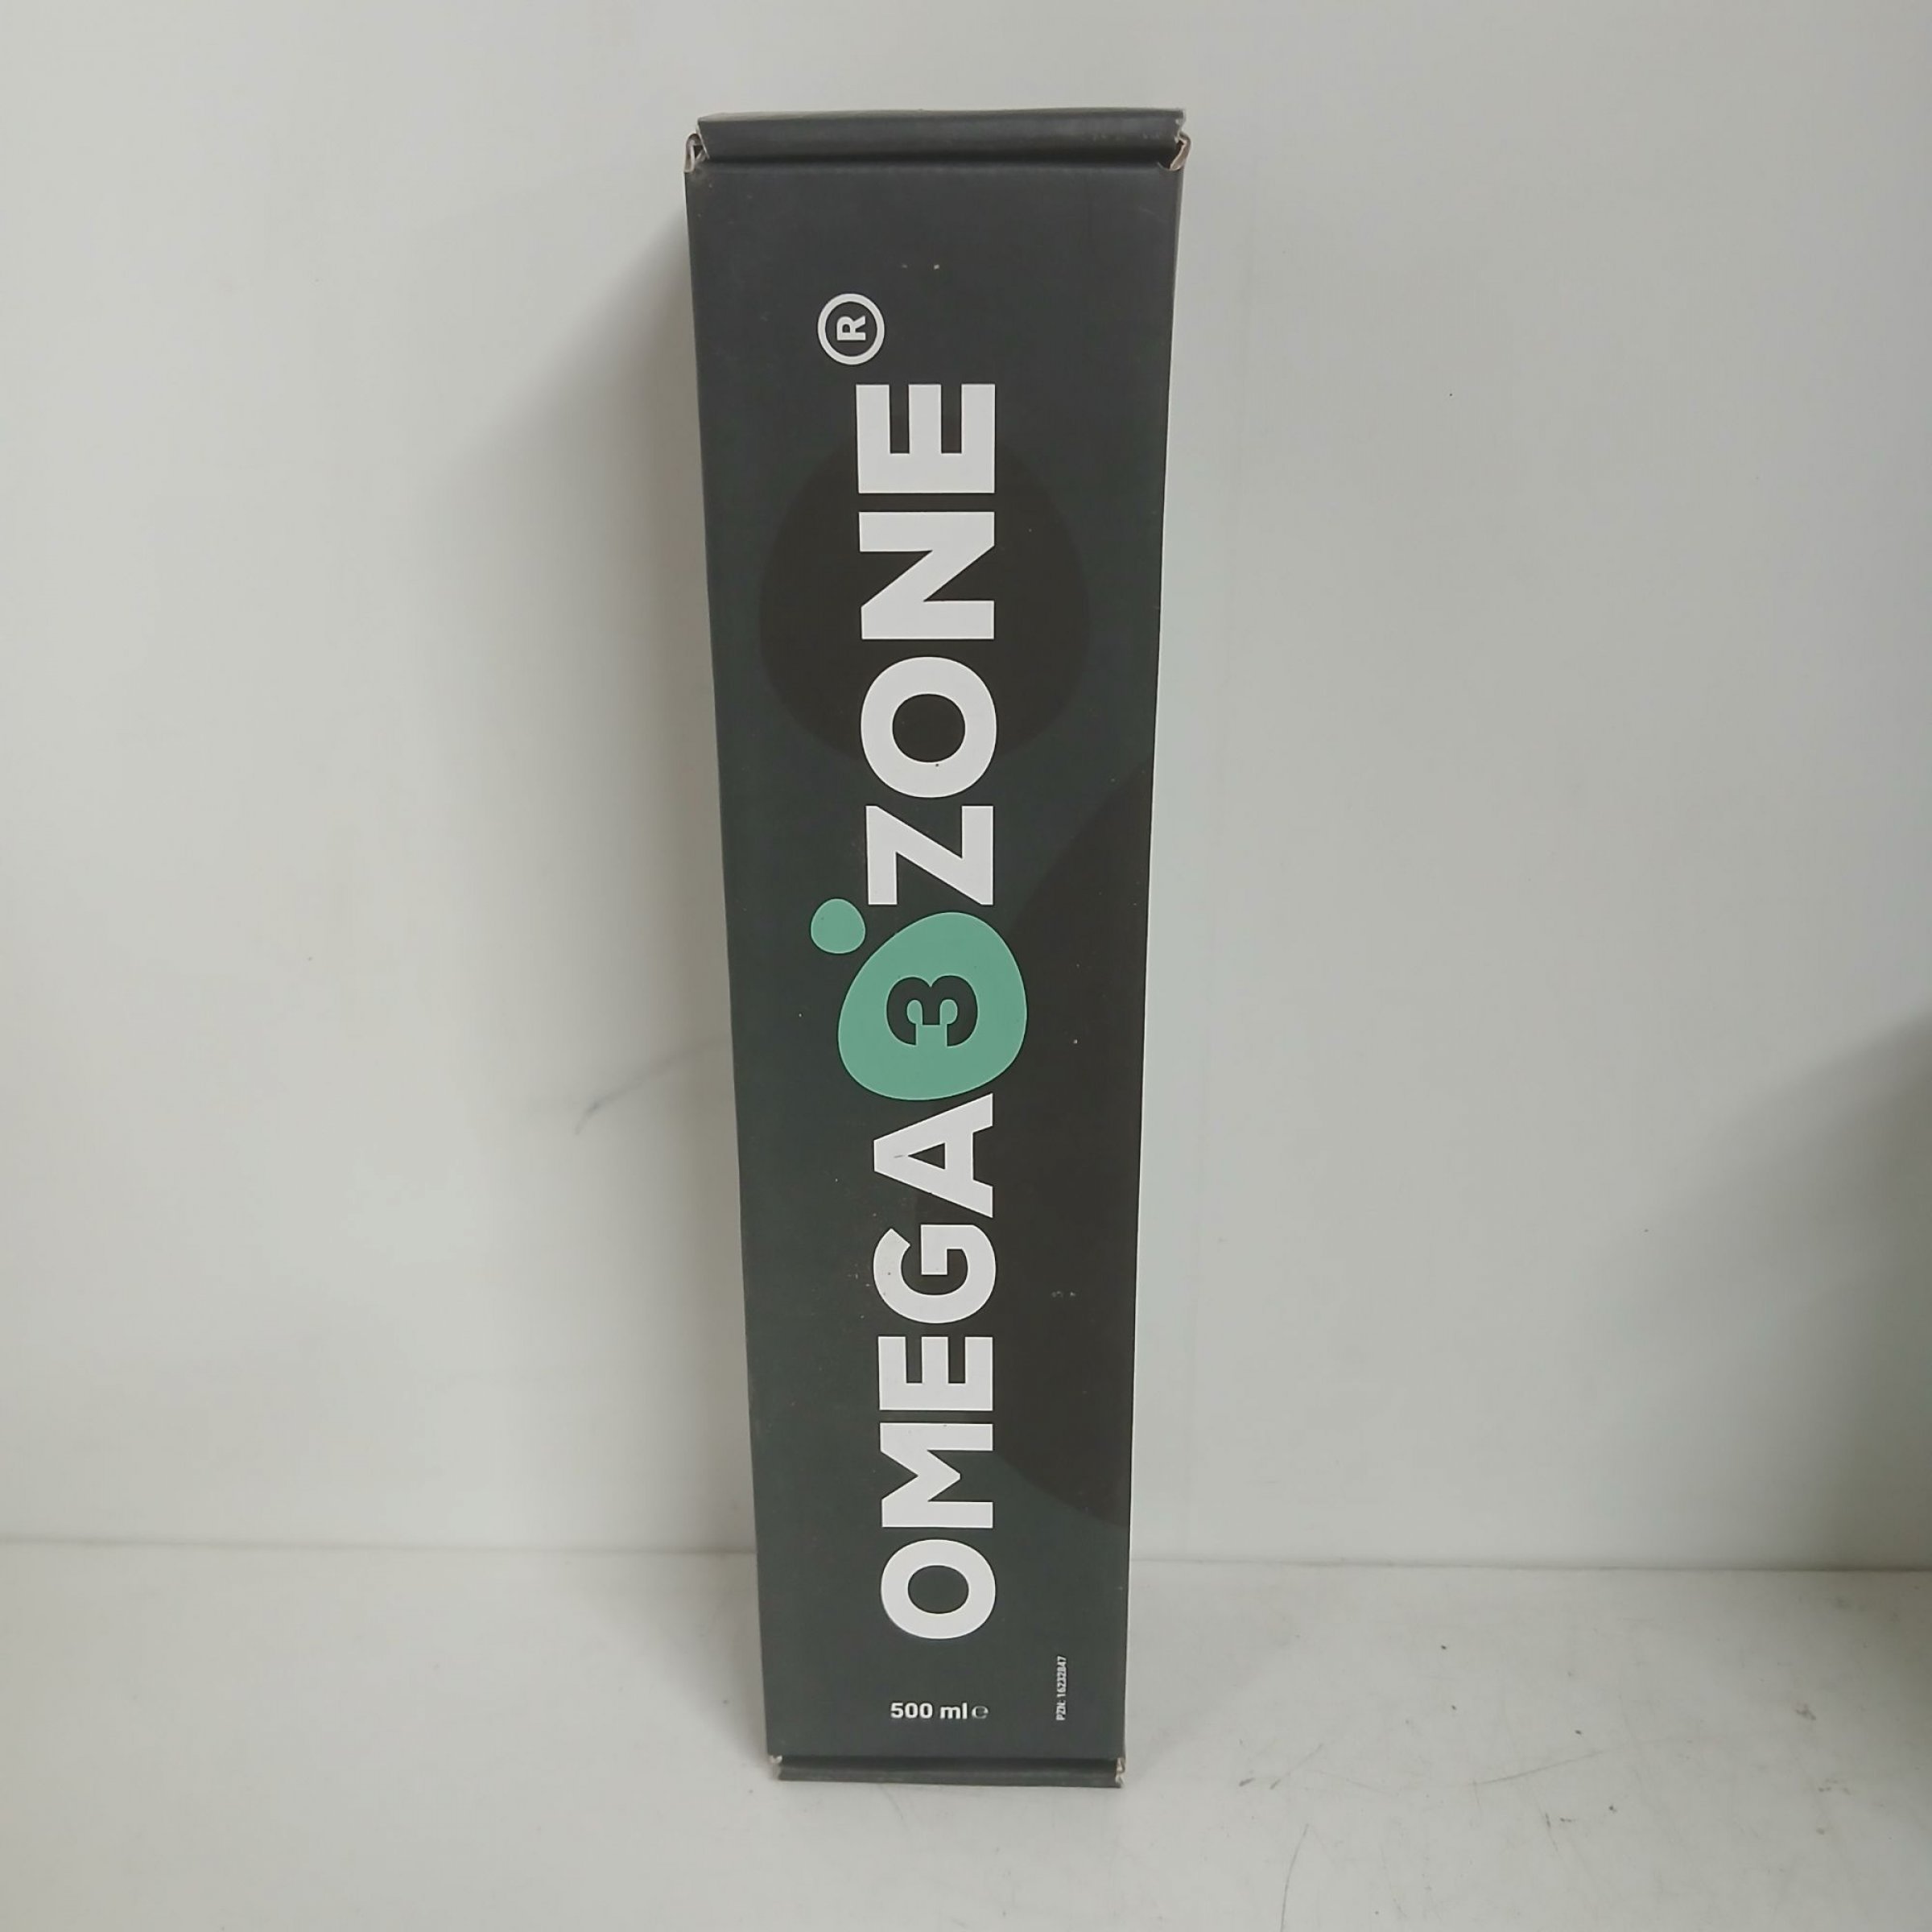 OMEGA3ZONE®
500 ml ℮
PZN: 16232847